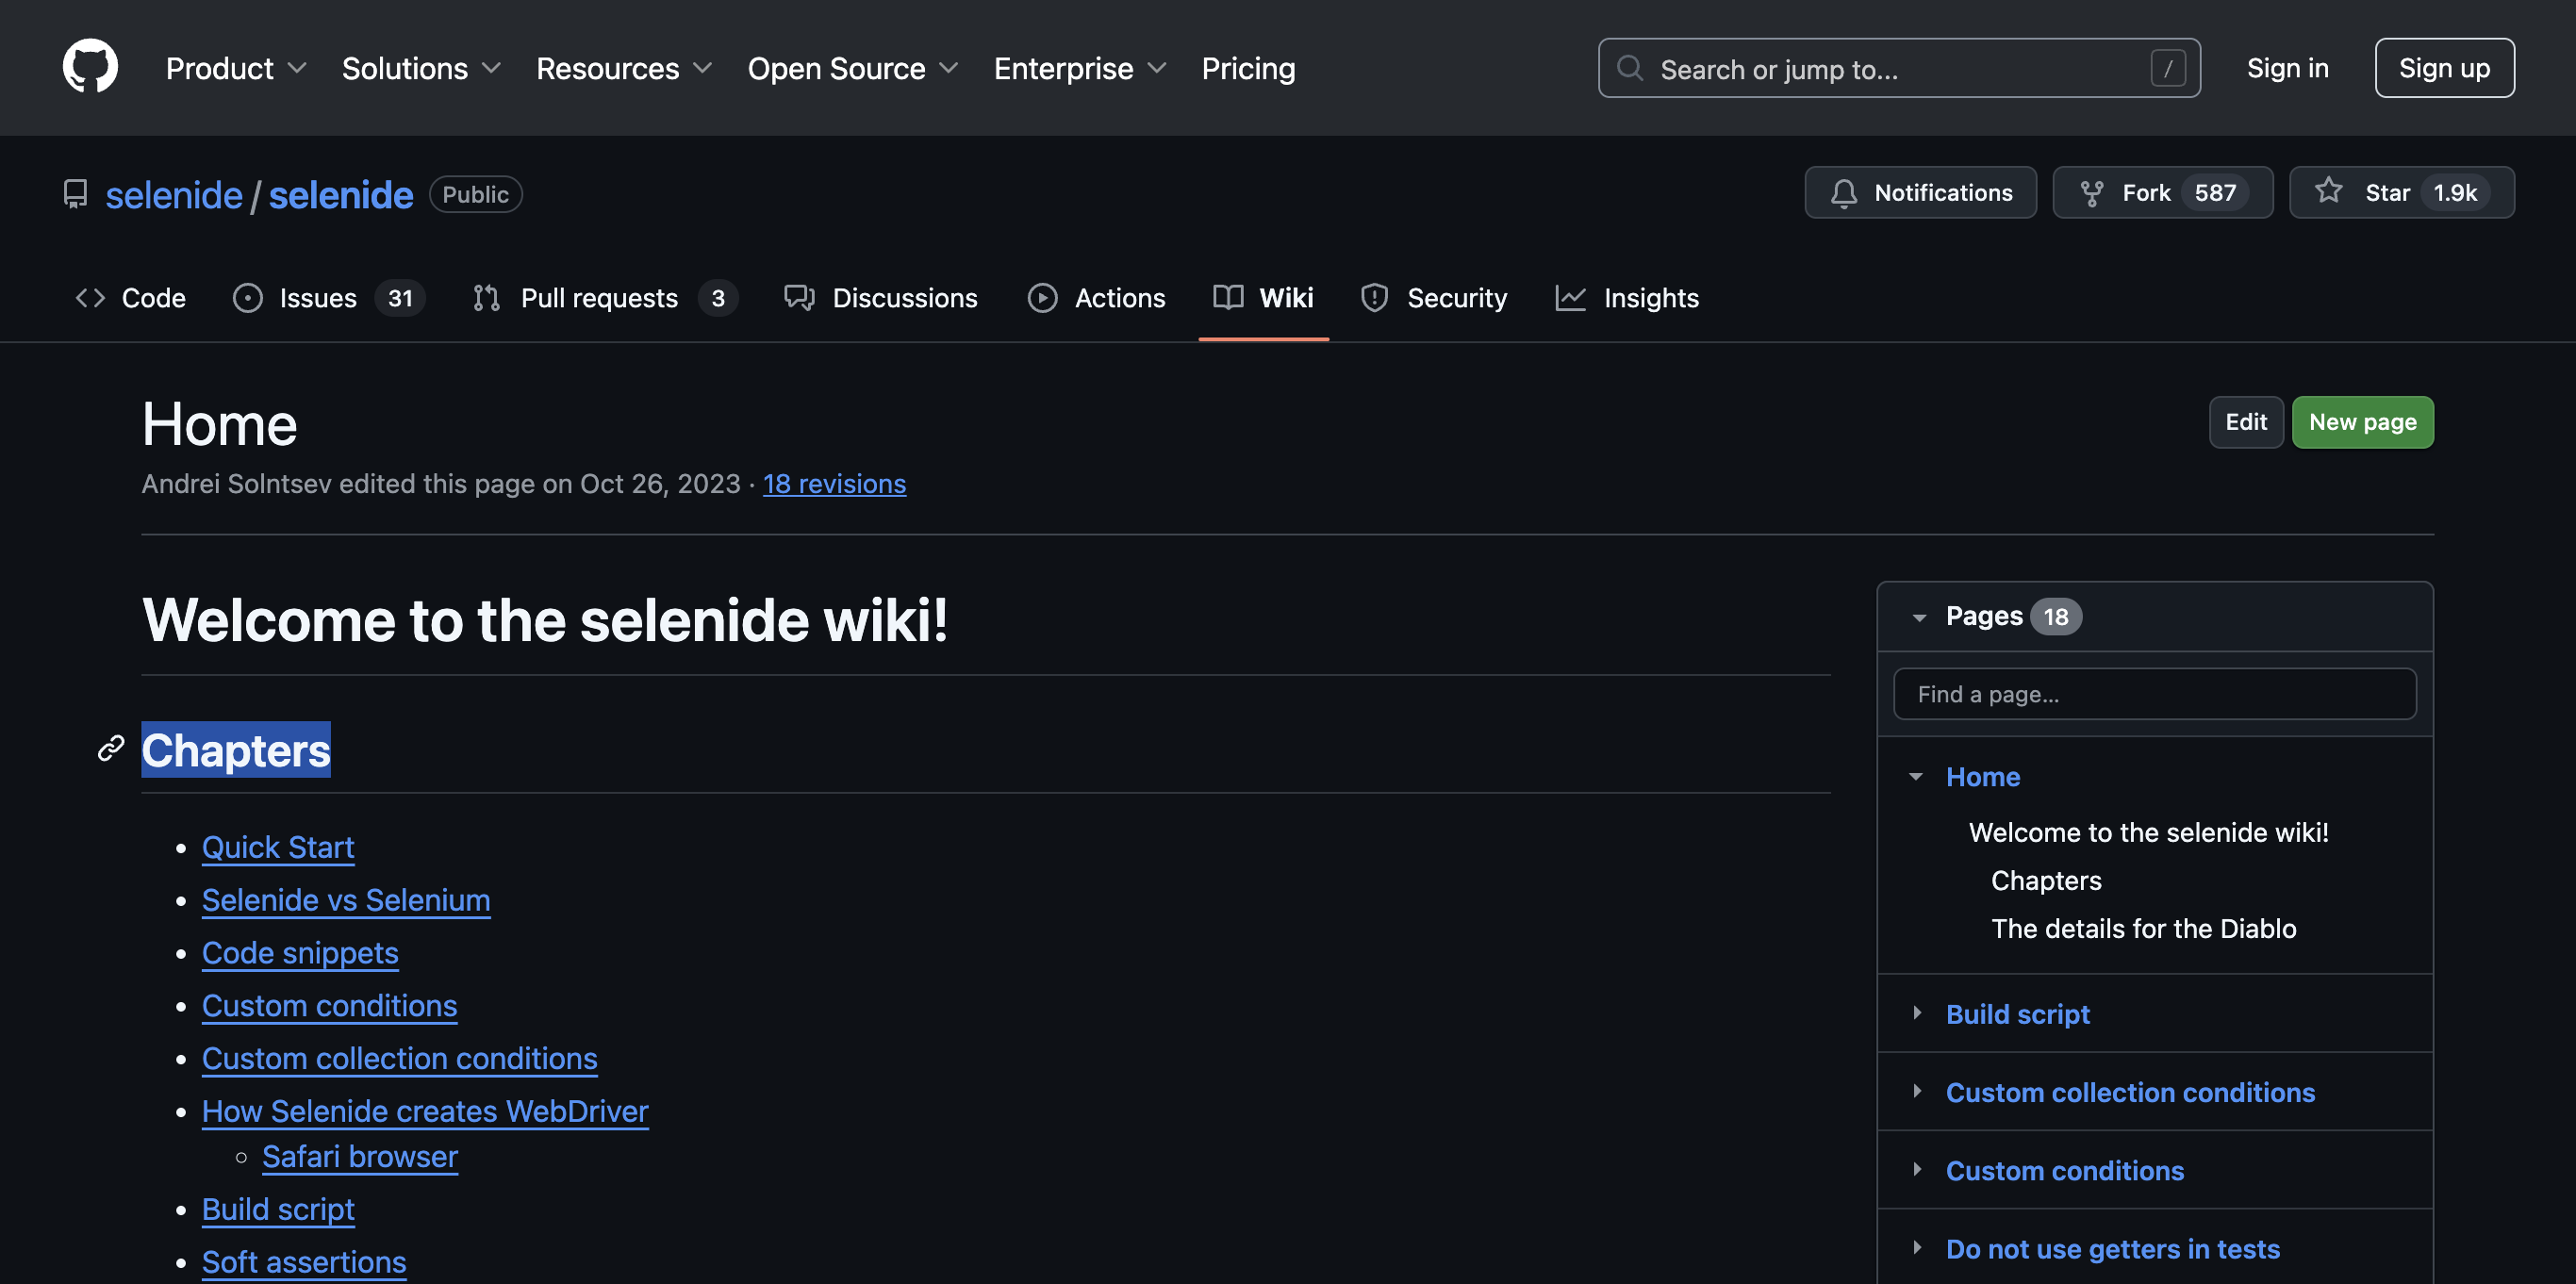 Product Solutions Resources Open Source Enterprise Pricing Search or jump to... / Sign in Sign up
selenide / selenide Public Notifications Fork 587 Star 1.9k
Code Issues 31 Pull requests 3 Discussions Actions Wiki Security Insights
Home
Edit New page
Andrei Solntsev edited this page on Oct 26, 2023 · 18 revisions
Welcome to the selenide wiki!
Chapters
Quick Start
Selenide vs Selenium
Code snippets
Custom conditions
Custom collection conditions
How Selenide creates WebDriver
Safari browser
Build script
Soft assertions
Pages 18
Find a page...
Home
Welcome to the selenide wiki!
Chapters
The details for the Diablo
Build script
Custom collection conditions
Custom conditions
Do not use getters in tests